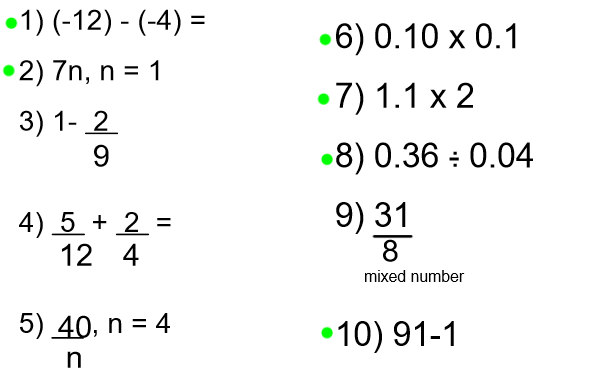 1) (-12) - (-4) =
2) 7n, n = 1
3) 1- 2
9
4) 5 + 2 =
12 4
5) 40, n = 4
n
6) 0.10 x 0.1
7) 1.1 x 2
8) 0.36 ÷ 0.04
9) 31
8
mixed number
10) 91-1